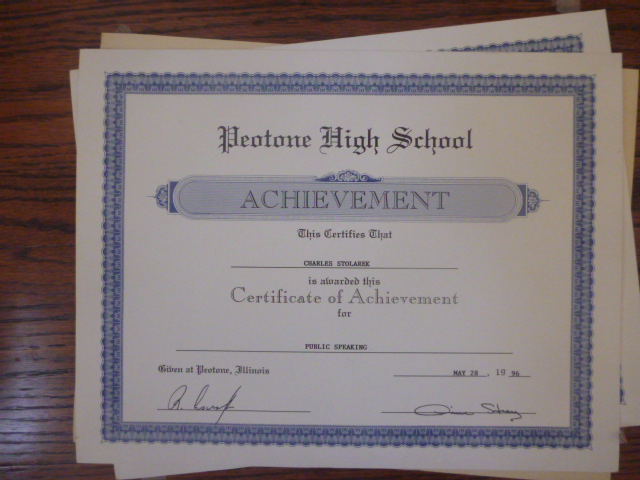 Peotone High School
ACHIEVEMENT
This Certifies That
CHARLES STOLAREK
is awarded this
Certificate of Achievement
for
PUBLIC SPEAKING
Given at Peotone, Illinois
MAY 28 , 19 96